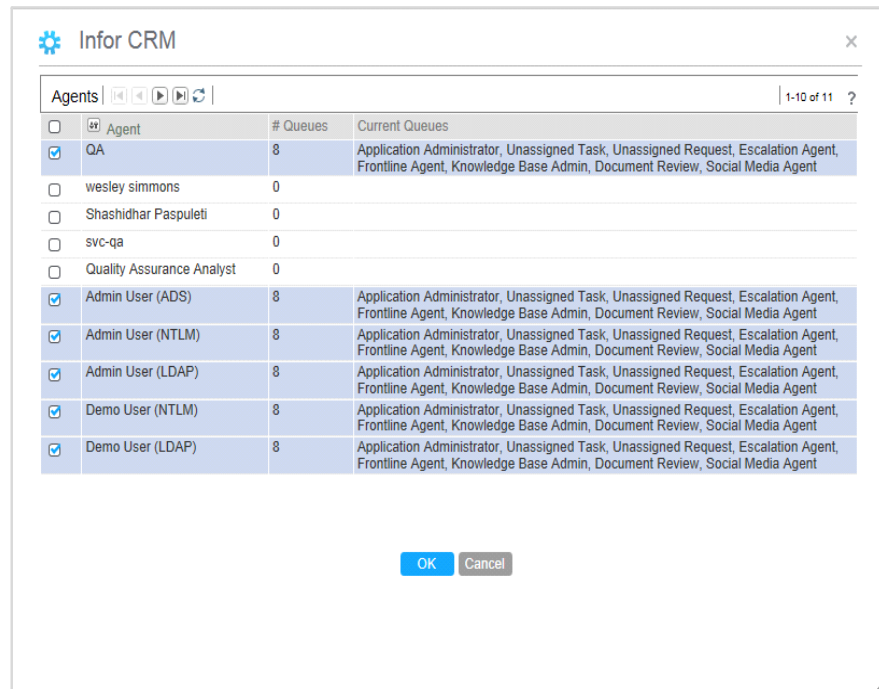 Infor CRM
Agents 1-10 of 11 ?
Agent # Queues Current Queues
QA 8 Application Administrator, Unassigned Task, Unassigned Request, Escalation Agent,
Frontline Agent, Knowledge Base Admin, Document Review, Social Media Agent
wesley simmons 0
Shashidhar Paspuleti 0
svc-qa 0
Quality Assurance Analyst 0
Admin User (ADS) 8 Application Administrator, Unassigned Task, Unassigned Request, Escalation Agent,
Frontline Agent, Knowledge Base Admin, Document Review, Social Media Agent
Admin User (NTLM) 8 Application Administrator, Unassigned Task, Unassigned Request, Escalation Agent,
Frontline Agent, Knowledge Base Admin, Document Review, Social Media Agent
Admin User (LDAP) 8 Application Administrator, Unassigned Task, Unassigned Request, Escalation Agent,
Frontline Agent, Knowledge Base Admin, Document Review, Social Media Agent
Demo User (NTLM) 8 Application Administrator, Unassigned Task, Unassigned Request, Escalation Agent,
Frontline Agent, Knowledge Base Admin, Document Review, Social Media Agent
Demo User (LDAP) 8 Application Administrator, Unassigned Task, Unassigned Request, Escalation Agent,
Frontline Agent, Knowledge Base Admin, Document Review, Social Media Agent
OK Cancel